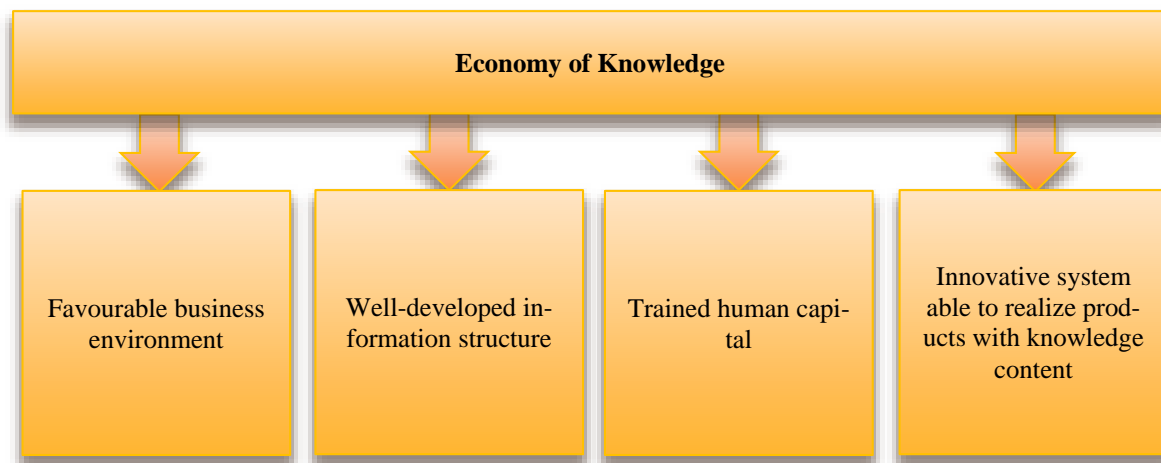 Economy of Knowledge
Favourable business
environment
Well-developed in-
formation structure
Trained human capi-
tal
Innovative system
able to realize prod-
ucts with knowledge
content